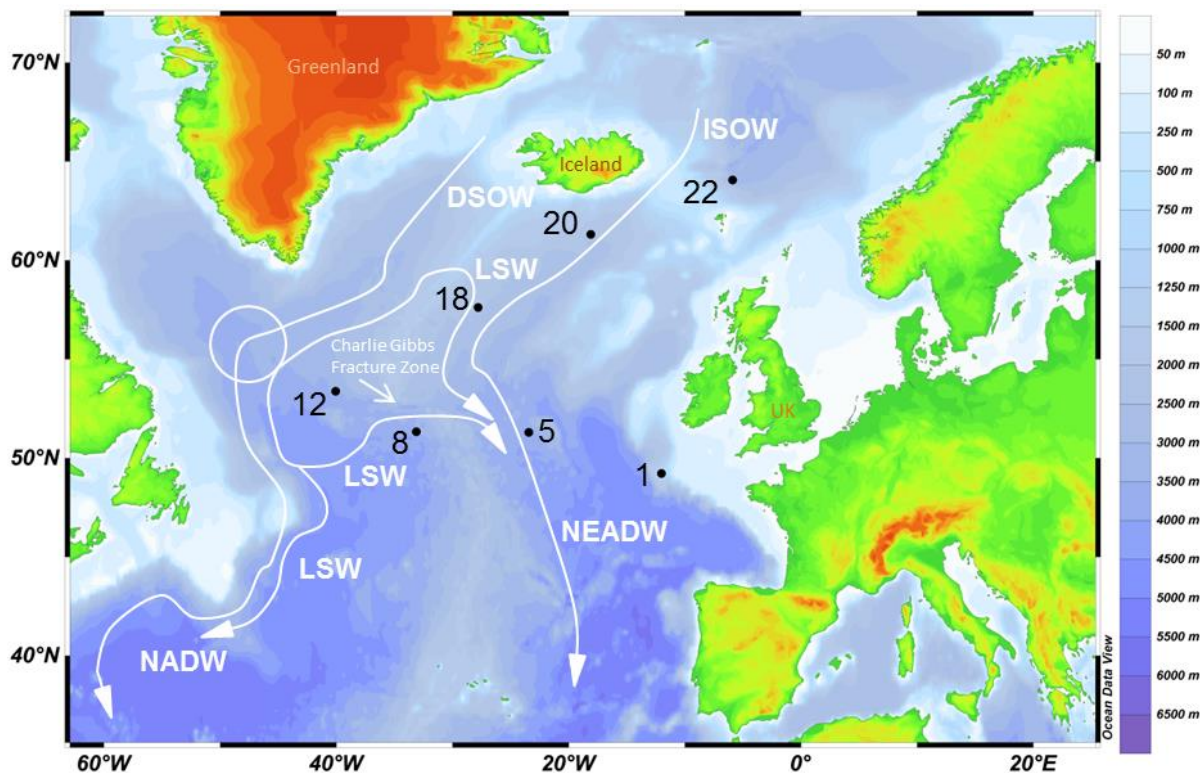 70°N
60°N
50°N
40°N
60°W
40°W
20°W
0°
20°E
Greenland
Iceland
UK
ISOW
22
DSOW
20
LSW
18
Charlie Gibbs
Fracture Zone
12
8
5
1
LSW
NEADW
LSW
NADW
50 m
100 m
250 m
500 m
750 m
1000 m
1250 m
1500 m
2000 m
2500 m
3000 m
3500 m
4000 m
4500 m
5000 m
5500 m
6000 m
6500 m
Ocean Data View